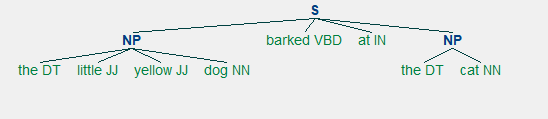 S
NP barked VBD at IN NP
the DT little JJ yellow JJ dog NN the DT cat NN